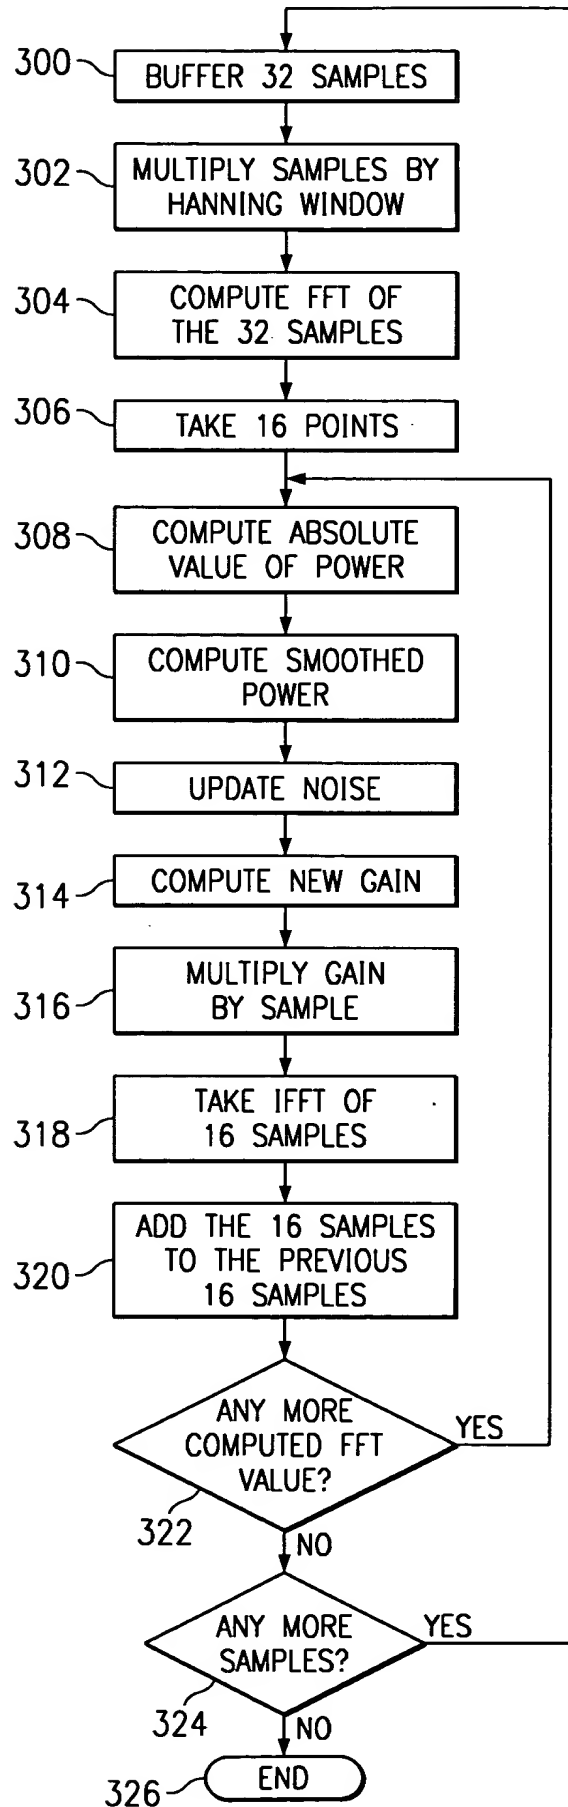 300
BUFFER 32 SAMPLES
302
MULTIPLY SAMPLES BY
HANNING WINDOW
304
COMPUTE FFT OF
THE 32 SAMPLES
306
TAKE 16 POINTS
308
COMPUTE ABSOLUTE
VALUE OF POWER
310
COMPUTE SMOOTHED
POWER
312
UPDATE NOISE
314
COMPUTE NEW GAIN
316
MULTIPLY GAIN
BY SAMPLE
318
TAKE IFFT OF
16 SAMPLES
320
ADD THE 16 SAMPLES
TO THE PREVIOUS
16 SAMPLES
ANY MORE
COMPUTED FFT
VALUE?
YES
322
NO
ANY MORE
SAMPLES?
YES
324
NO
326
END